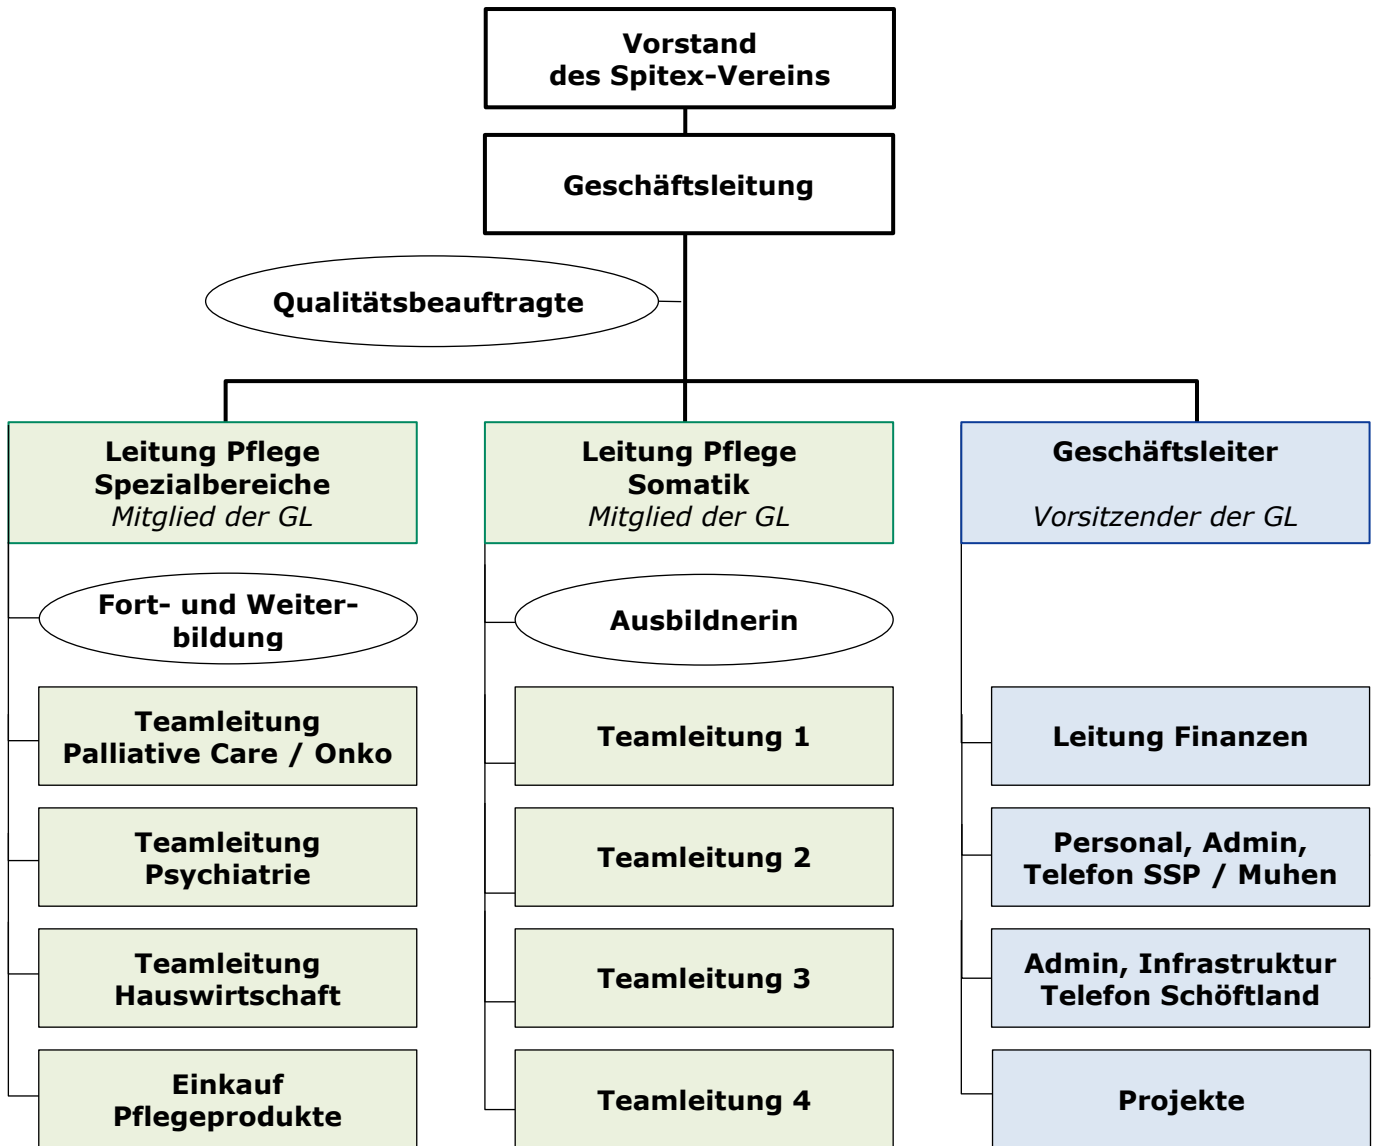 Vorstand
des Spitex-Vereins
Geschäftsleitung
Qualitätsbeauftragte
Leitung Pflege
Spezialbereiche
Mitglied der GL
Fort- und Weiter-
bildung
Teamleitung
Palliative Care / Onko
Teamleitung
Psychiatrie
Teamleitung
Hauswirtschaft
Einkauf
Pflegeprodukte
Leitung Pflege
Somatik
Mitglied der GL
Ausbildnerin
Teamleitung 1
Teamleitung 2
Teamleitung 3
Teamleitung 4
Geschäftsleiter
Vorsitzender der GL
Leitung Finanzen
Personal, Admin,
Telefon SSP / Muhen
Admin, Infrastruktur
Telefon Schöftland
Projekte